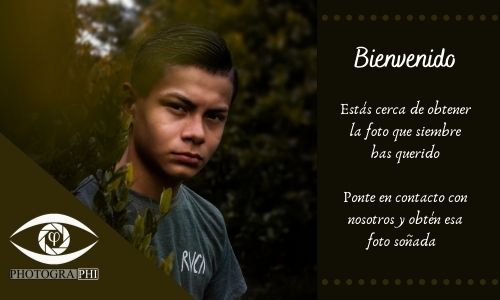 Bienvenido
Estás cerca de obtener
la foto que siembre
has querido
Ponte en contacto con
nosotros y obtén esa
foto soñada
RVCA
φ
PHOTOGRAPHI